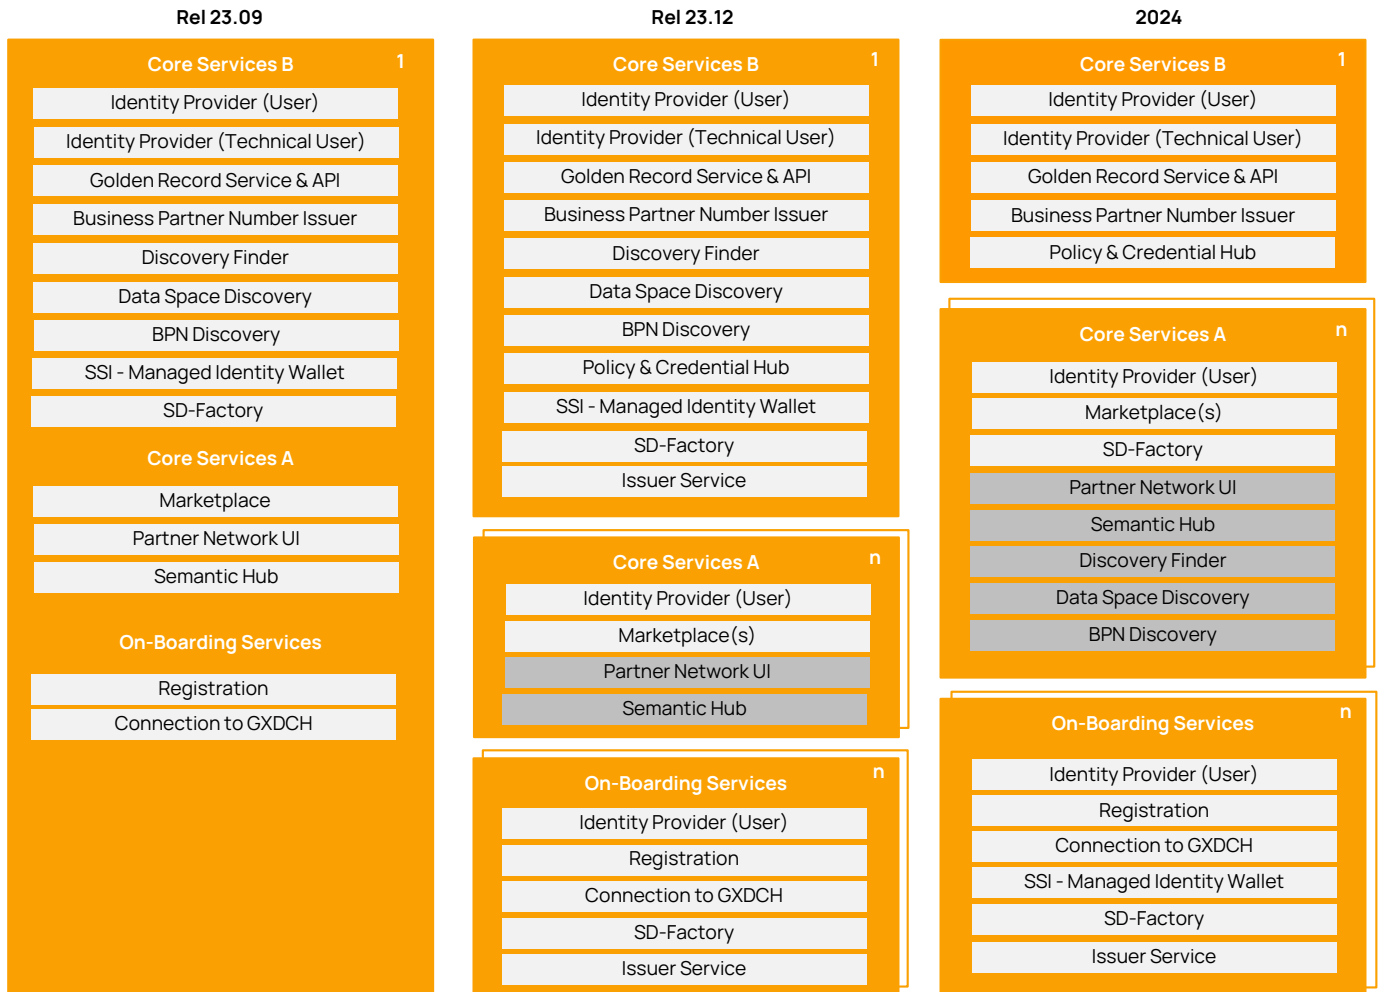 Rel 23.09
Core Services B
1
Identity Provider (User)
Identity Provider (Technical User)
Golden Record Service & API
Business Partner Number Issuer
Discovery Finder
Data Space Discovery
BPN Discovery
SSI - Managed Identity Wallet
SD-Factory
Core Services A
Marketplace
Partner Network UI
Semantic Hub
On-Boarding Services
Registration
Connection to GXDCH
Rel 23.12
Core Services B
1
Identity Provider (User)
Identity Provider (Technical User)
Golden Record Service & API
Business Partner Number Issuer
Discovery Finder
Data Space Discovery
BPN Discovery
Policy & Credential Hub
SSI - Managed Identity Wallet
SD-Factory
Issuer Service
Core Services A
n
Identity Provider (User)
Marketplace(s)
Partner Network UI
Semantic Hub
On-Boarding Services
n
Identity Provider (User)
Registration
Connection to GXDCH
SD-Factory
Issuer Service
2024
Core Services B
1
Identity Provider (User)
Identity Provider (Technical User)
Golden Record Service & API
Business Partner Number Issuer
Policy & Credential Hub
Core Services A
n
Identity Provider (User)
Marketplace(s)
SD-Factory
Partner Network UI
Semantic Hub
Discovery Finder
Data Space Discovery
BPN Discovery
On-Boarding Services
n
Identity Provider (User)
Registration
Connection to GXDCH
SSI - Managed Identity Wallet
SD-Factory
Issuer Service